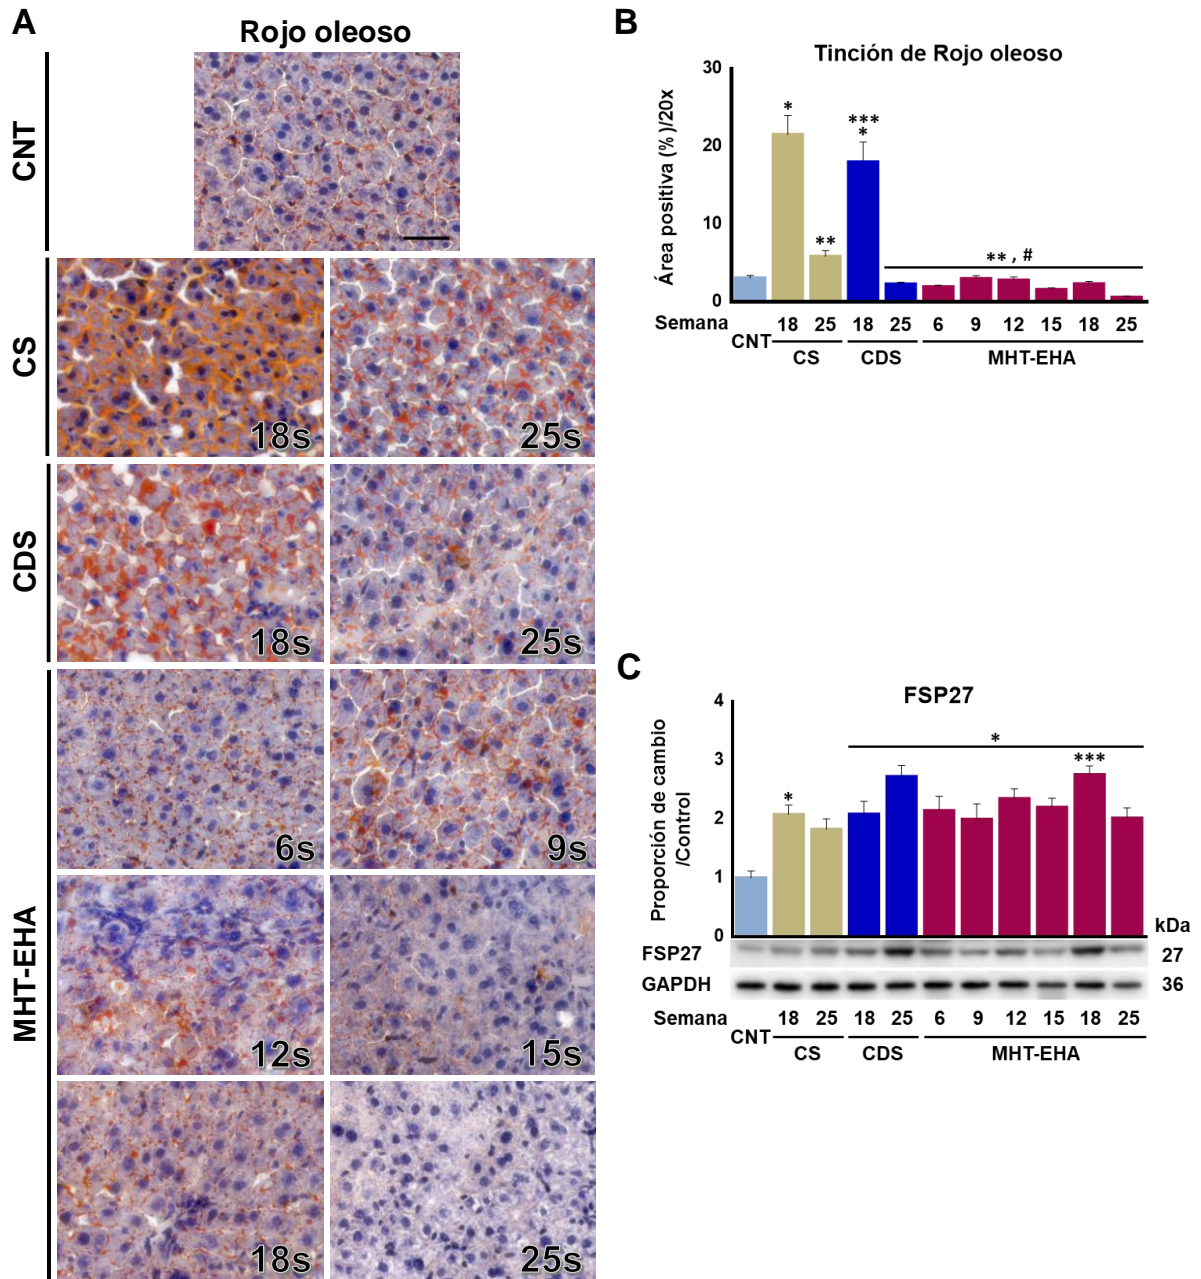 A
Rojo oleoso
CNT
CS
18s
25s
CDS
18s
25s
MHT-EHA
6s
9s
12s
15s
18s
25s
B
Tinción de Rojo oleoso
Área positiva (%)/20x
30
20
10
0
*
**
***
*
** , #
Semana
CNT
18 25 18 25 6 9 12 15 18 25
CS CDS MHT-EHA
C
FSP27
Proporción de cambio
/Control
4
3
2
1
0
*
*
***
kDa
FSP27 27
GAPDH 36
Semana
CNT
18 25 18 25 6 9 12 15 18 25
CS CDS MHT-EHA